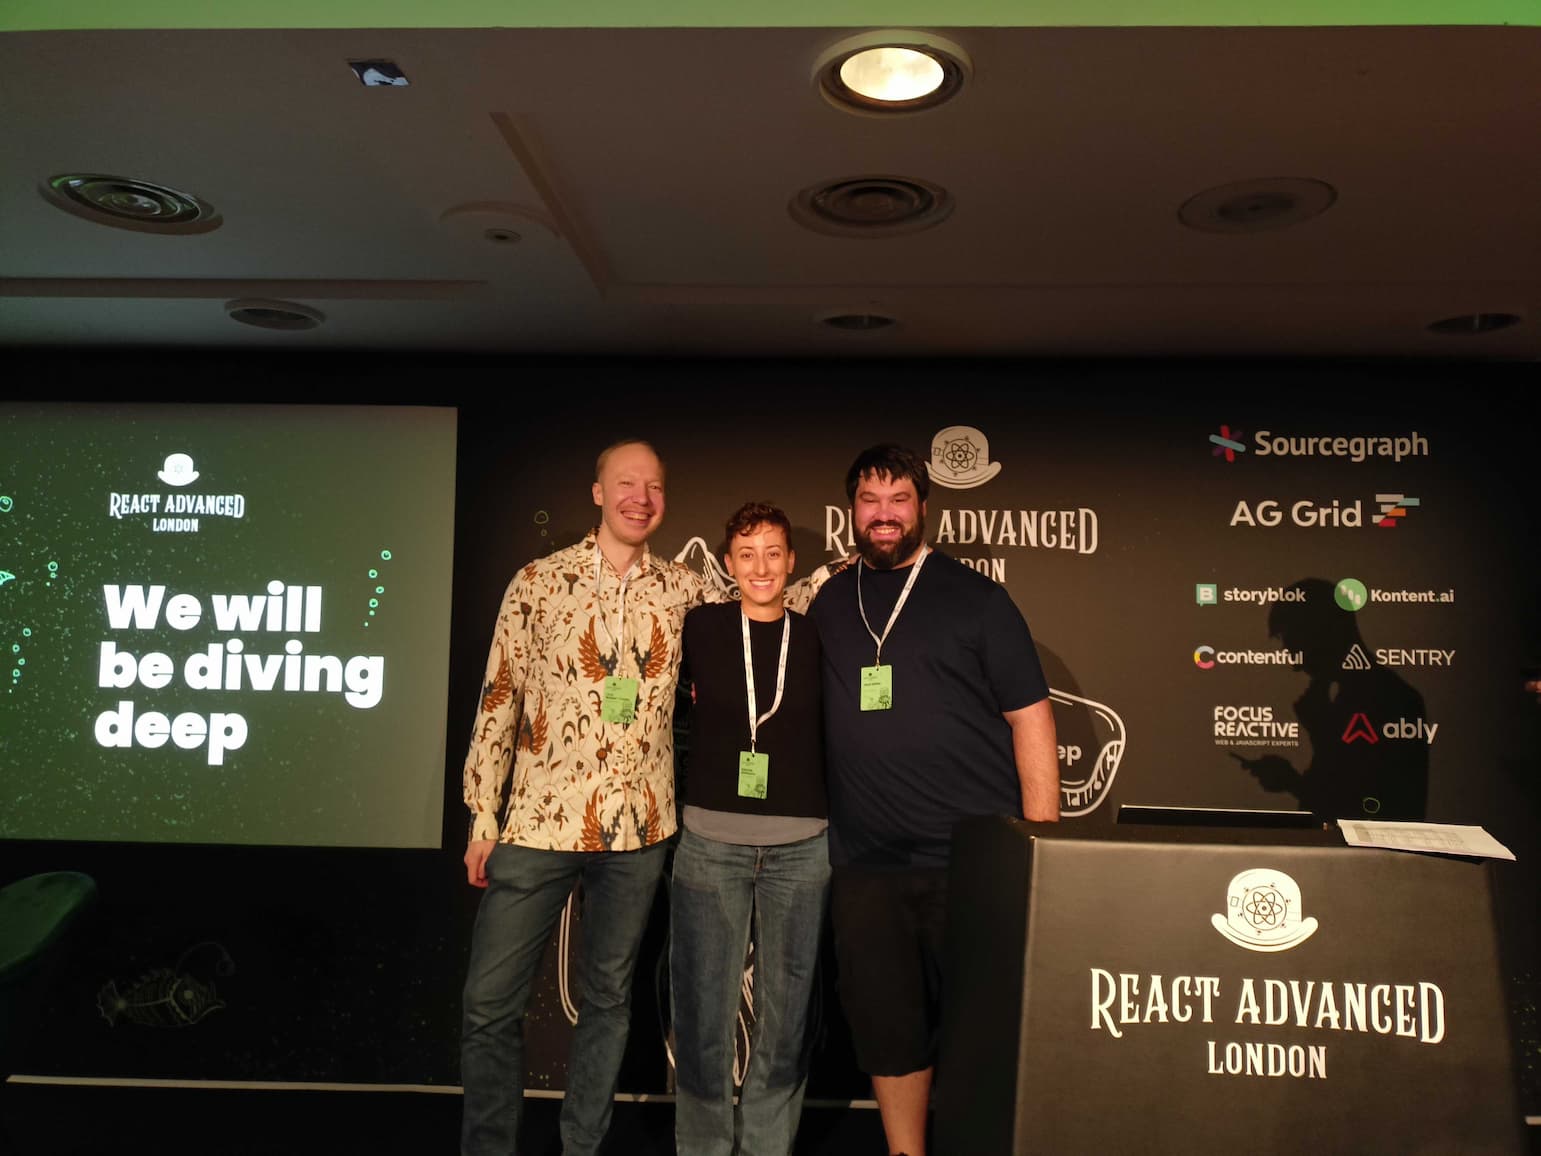 REACT ADVANCED
LONDON
We will
be diving
deep
REACT ADVANCED
LONDON
ep
Sourcegraph
AG Grid
storyblok
Kontent.ai
contentful
SENTRY
FOCUS
REACTIVE
WEB & JAVASCRIPT EXPERTS
ably
REACT ADVANCED
LONDON